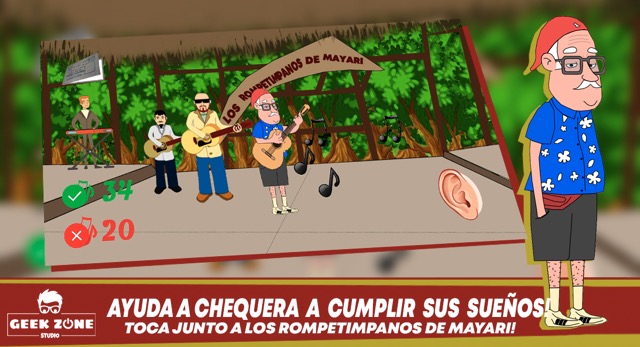 LOS ROMPETIMPANOS DE MAYARI
34
20
AYUDA A CHEQUERA A CUMPLIR SUS SUEÑOS!
TOCA JUNTO A LOS ROMPETIMPANOS DE MAYARI!
GEEK ZONE
STUDIO